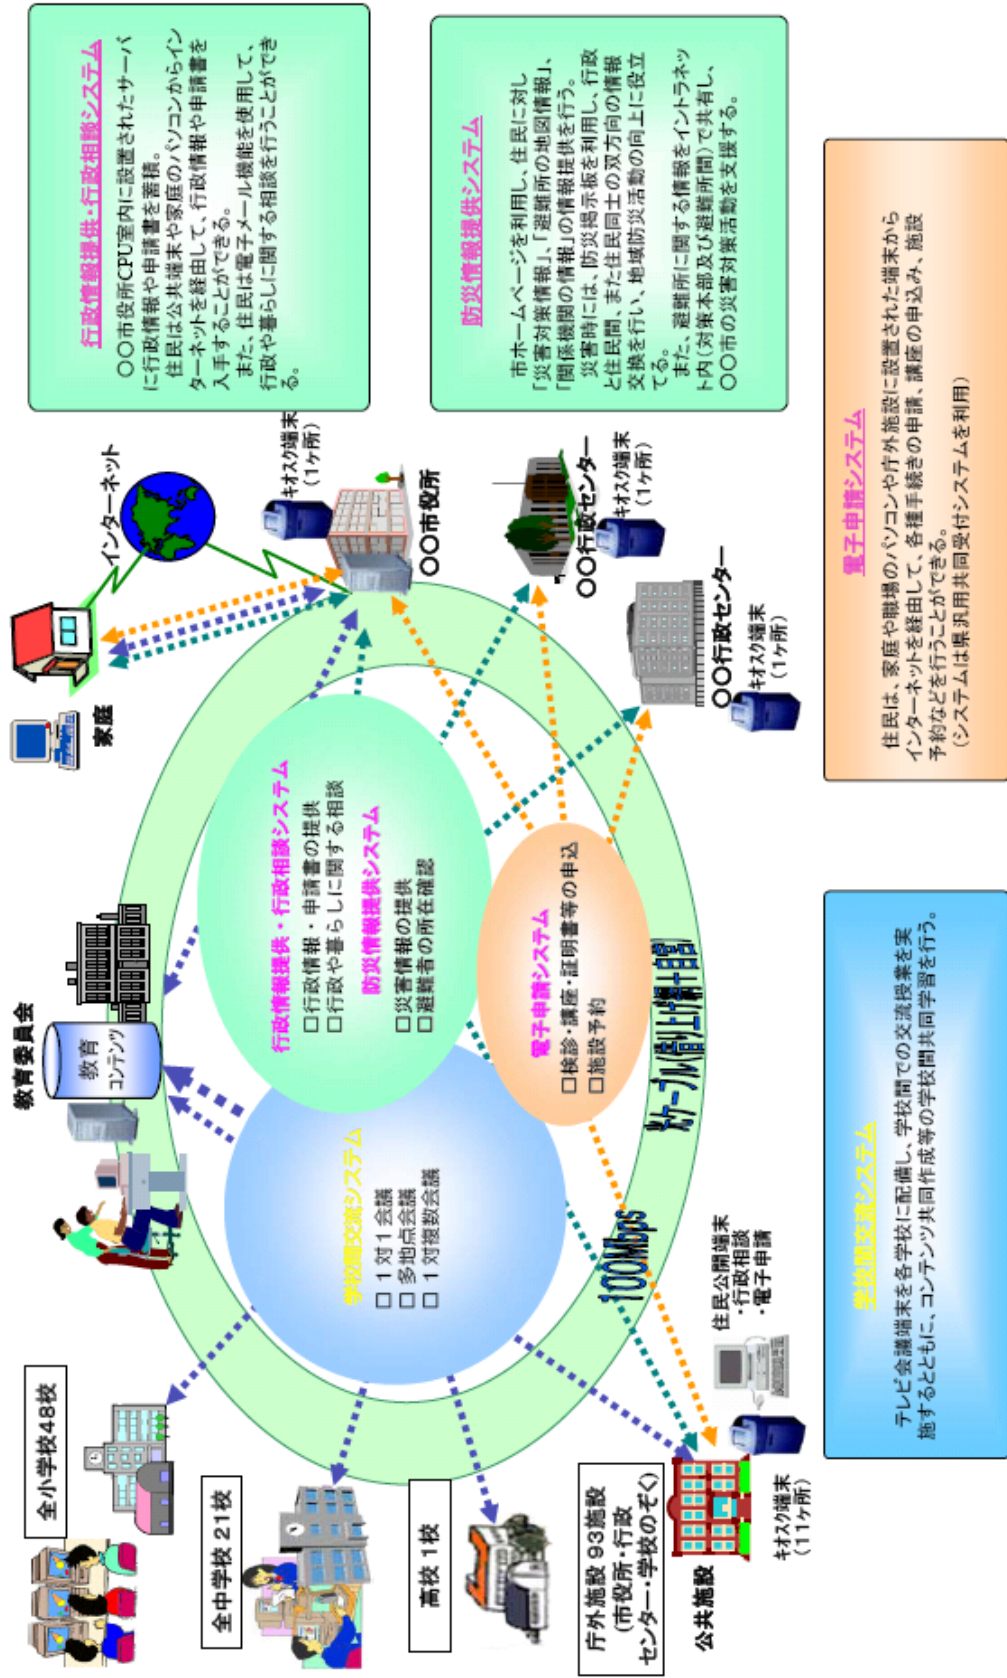 全小学校48校
全中学校 21校
高校 1校
庁外施設 93施設
(市役所・行政
センター・学校のぞく)
公共施設
キオスク端末
(11ヶ所)
住民公開端末
・行政相談
・電子申請
教育委員会
教育
コンテンツ
学校間交流システム
□ 1 対 1 会議
□ 多地点会議
□ 1 対複数会議
行政情報提供・行政相談システム
□行政情報・申請書の提供
□行政や暮らしに関する相談
防災情報提供システム
□災害情報の提供
□避難者の所在確認
電子申請システム
□検診・講座・証明書等の申込
□施設予約
100Mbps
家庭
インターネット
キオスク端末
(1ヶ所)
〇〇市役所
〇〇行政センター
キオスク端末
(1ヶ所)
〇〇行政センター
キオスク端末
(1ヶ所)
行政情報提供・行政相談システム
〇〇市役所CPU室内に設置されたサーバ
に行政情報や申請書を蓄積。
住民は公共端末や家庭のパソコンからイン
ターネットを経由して、行政情報や申請書を
入手することができる。
また、住民は電子メール機能を使用して、
行政や暮らしに関する相談を行うことができ
る。
防災情報提供システム
市ホームページを利用し、住民に対し
「災害対策情報」、「避難所の地図情報」、
「関係機関の情報」の情報提供を行う。
災害時には、防災掲示板を利用し、行政
と住民間、また住民同士の双方向の情報
交換を行い、地域防災活動の向上に役立
てる。
また、避難所に関する情報をイントラネッ
ト内(対策本部及び避難所間)で共有し、
〇〇市の災害対策活動を支援する。
学校間交流システム
テレビ会議端末を各学校に配備し、学校間での交流授業を実
施するとともに、コンテンツ共同作成等の学校間共同学習を行う。
電子申請システム
住民は、家庭や職場のパソコンや庁外施設に設置された端末から
インターネットを経由して、各種手続きの申請、講座の申込み、施設
予約などを行うことができる。
(システムは県汎用共同受付システムを利用)